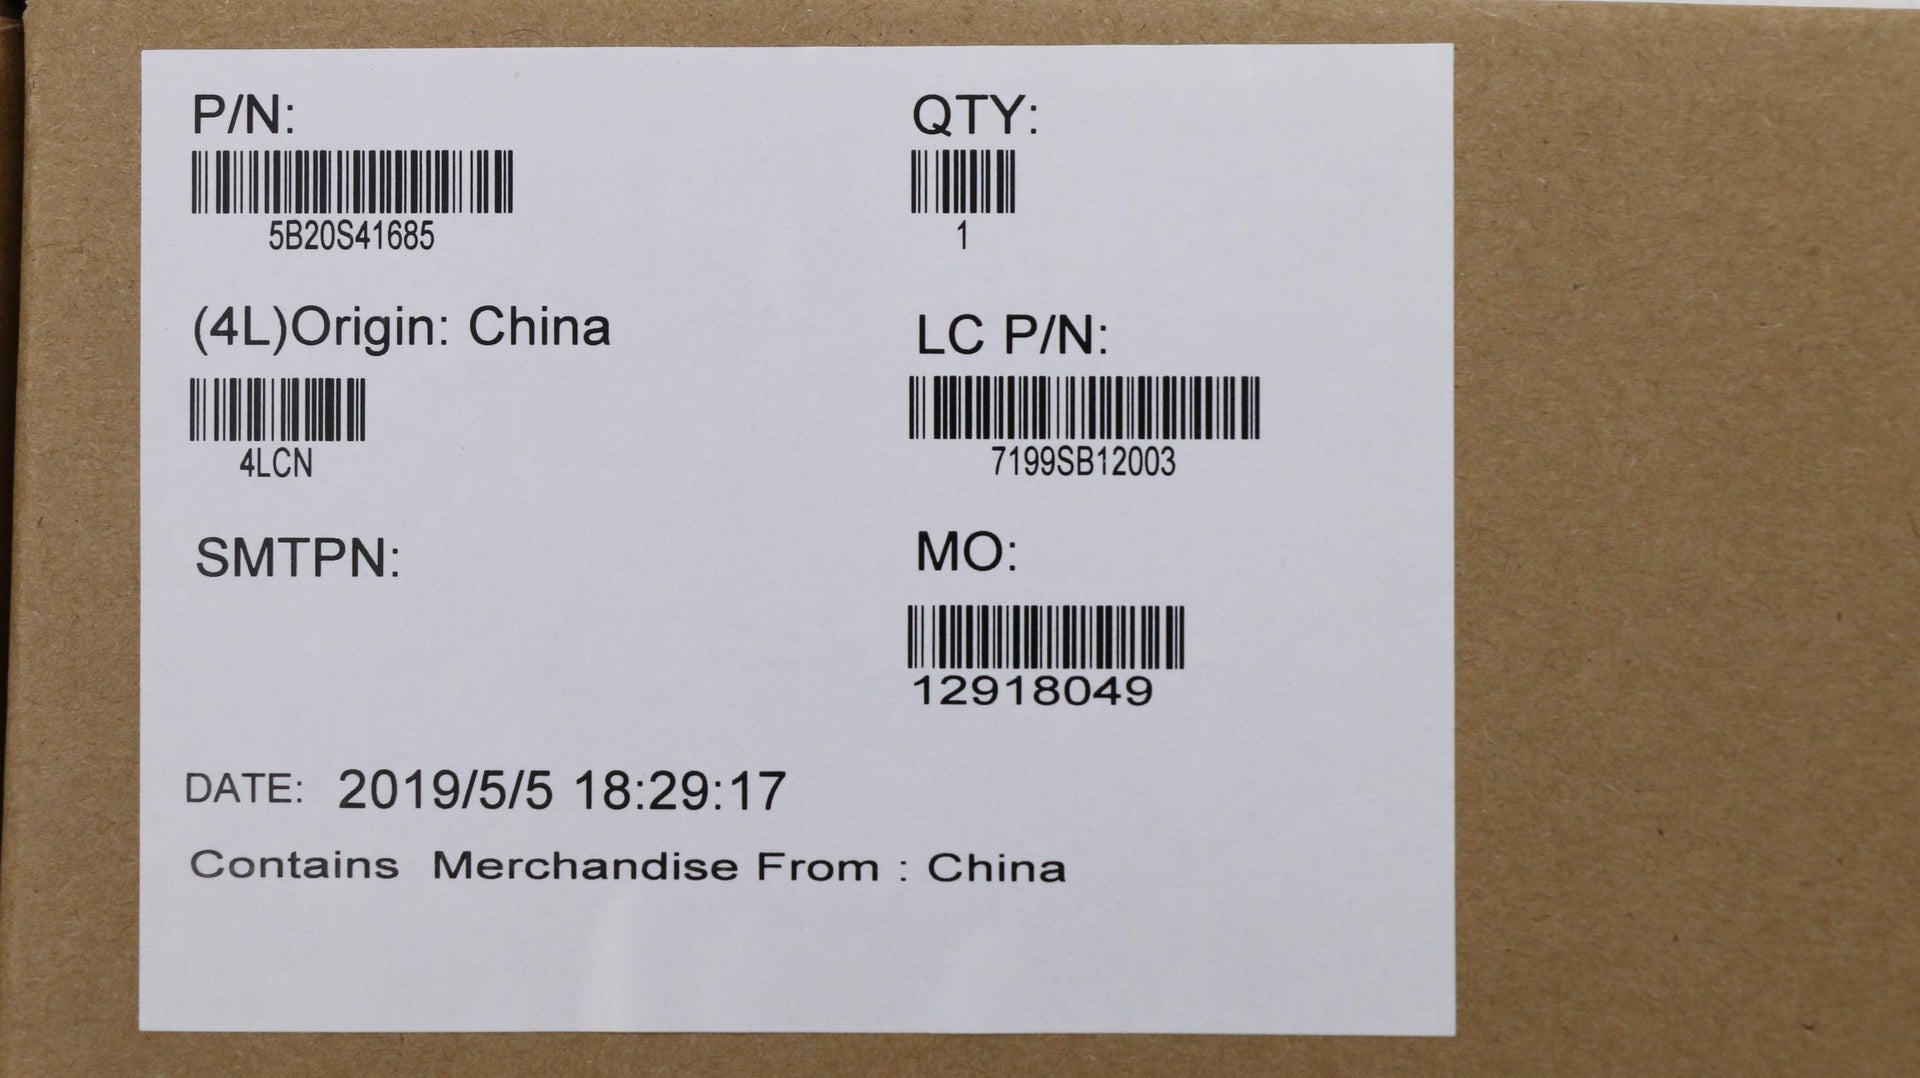 P/N:
5B20S41685
QTY:
1
(4L)Origin: China
4LCN
LC P/N:
7199SB12003
SMTPN:
MO:
12918049
DATE: 2019/5/5 18:29:17
Contains Merchandise From : China